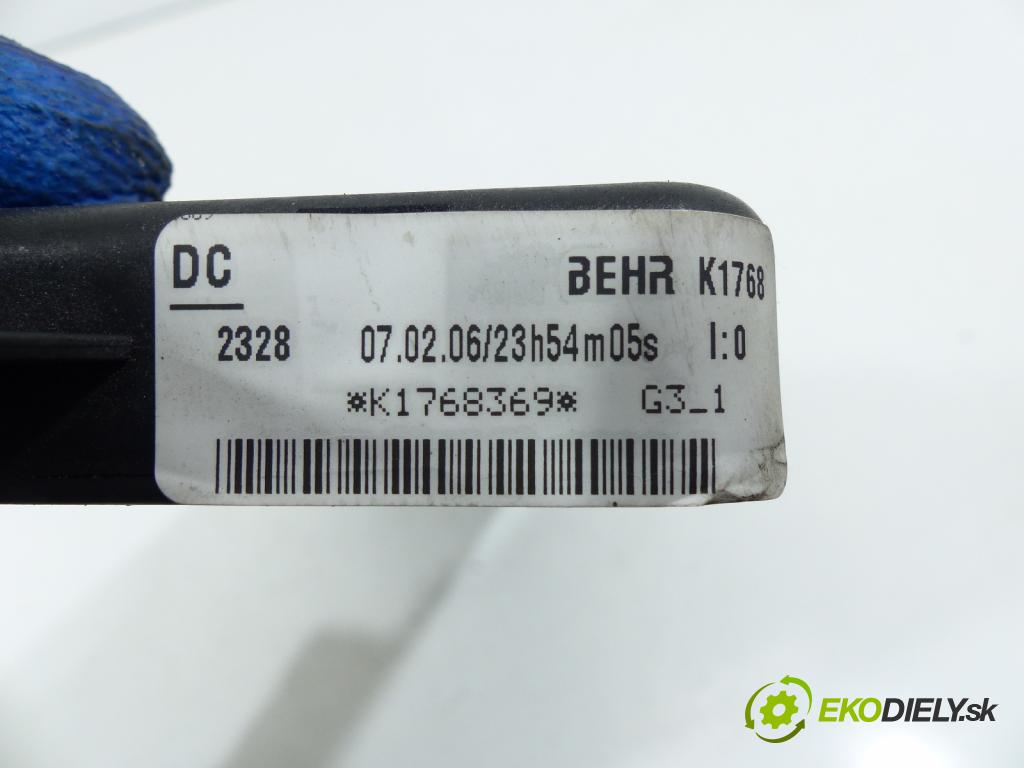 DC BEHR K1768
2328 07.02.06/23h54m05s I:0
*K1768369* G3_1
EKODIELY.sk